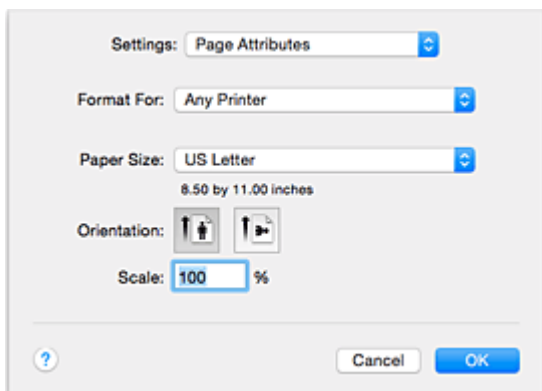 Settings: Page Attributes
Format For: Any Printer
Paper Size: US Letter
8.50 by 11.00 inches
Orientation:
Scale: 100 %
? Cancel OK